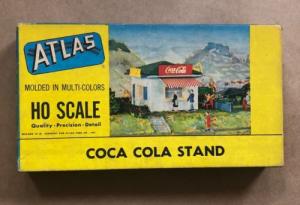 ATLAS
MOLDED IN MULTI-COLORS
HO SCALE
Quality - Precision - Detail
Coca-Cola
COCA COLA STAND